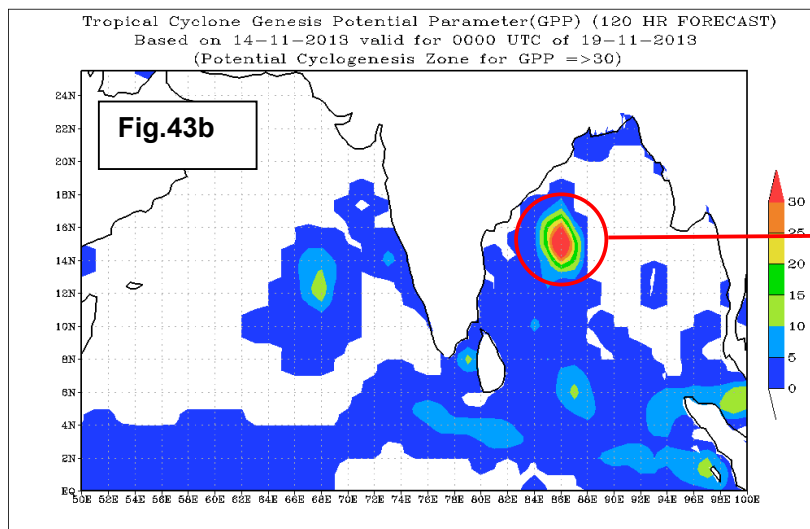 Tropical Cyclone Genesis Potential Parameter(GPP) (120 HR FORECAST)
Based on 14-11-2013 valid for 0000 UTC of 19-11-2013
(Potential Cyclogenesis Zone for GPP =>30)
Fig.43b
24N
22N
20N
18N
16N
14N
12N
10N
8N
6N
4N
2N
EQ
50E 52E 54E 56E 58E 60E 62E 64E 66E 68E 70E 72E 74E 76E 78E 80E 82E 84E 86E 88E 90E 92E 94E 96E 98E 100E
30
25
20
15
10
5
0